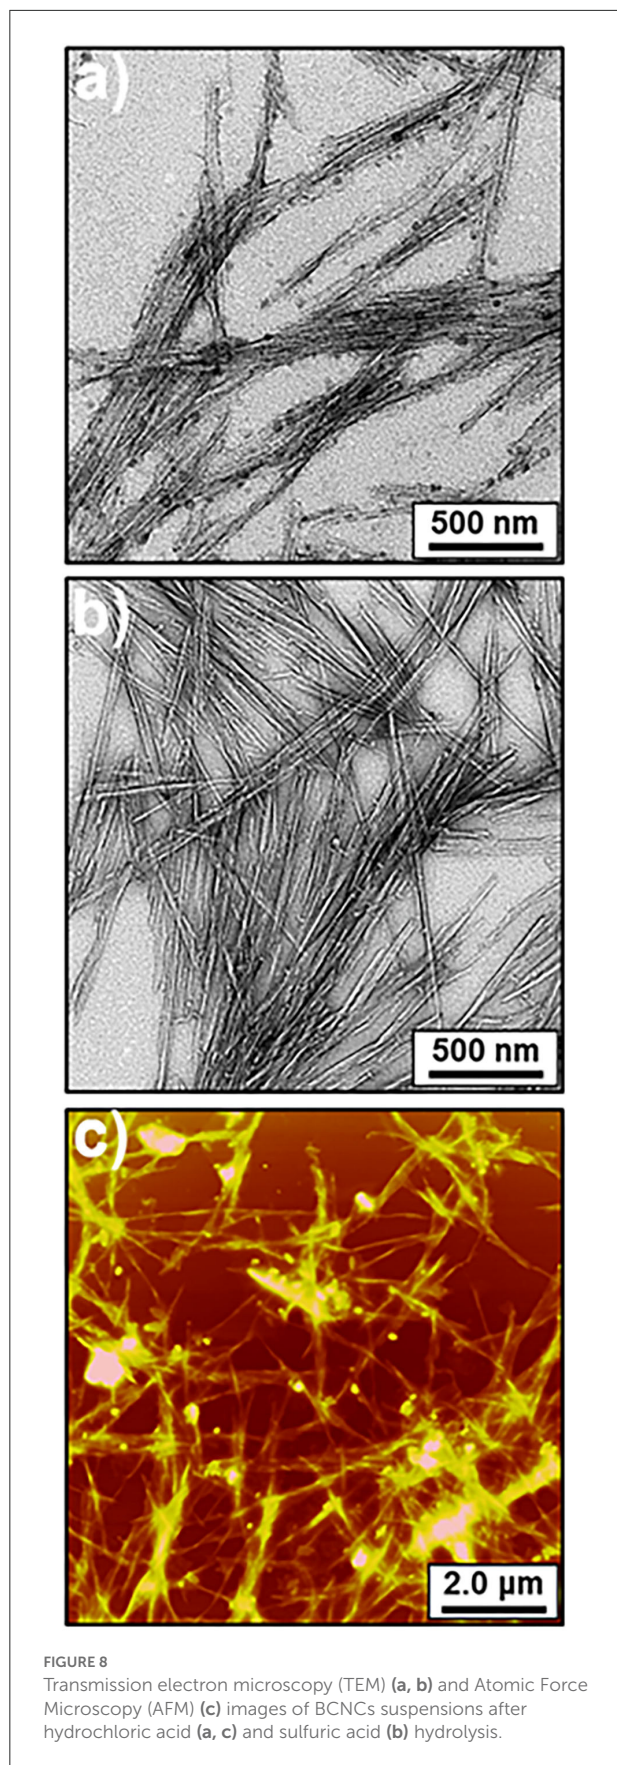 a)
500 nm
b)
500 nm
c)
2.0 µm
FIGURE 8
Transmission electron microscopy (TEM) (a, b) and Atomic Force
Microscopy (AFM) (c) images of BCNCs suspensions after
hydrochloric acid (a, c) and sulfuric acid (b) hydrolysis.